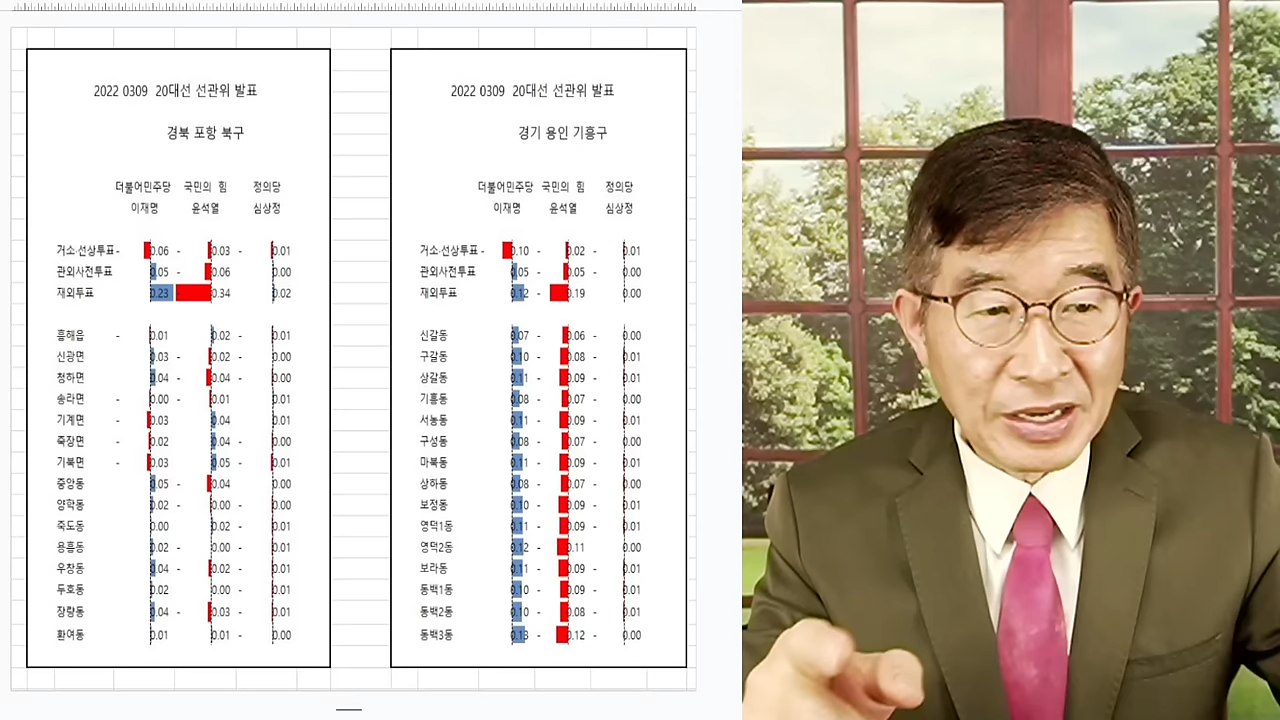 2022 0309 20대선 선관위 발표
경북 포항 북구
더불어민주당 국민의 힘 정의당
이재명 윤석열 심상정
거소·선상투표 - 0.06 - 0.03 - 0.01
관외사전투표 0.05 - 0.06 0.00
재외투표 0.23 0.34 0.02
흥해읍 - 0.01 0.02 - 0.01
신광면 0.03 - 0.02 - 0.00
청하면 0.04 - 0.04 - 0.00
송라면 - 0.00 - 0.01 - 0.01
기계면 - 0.03 0.04 - 0.01
죽장면 - 0.02 0.04 - 0.00
기북면 - 0.03 0.05 - 0.01
중앙동 0.05 - 0.04 - 0.00
양학동 0.02 - 0.00 - 0.00
죽도동 0.00 0.02 - 0.01
용흥동 0.02 - 0.00 - 0.01
우창동 0.04 - 0.02 - 0.01
두호동 0.02 0.00 - 0.01
장량동 0.04 - 0.03 - 0.01
환여동 0.01 0.01 - 0.00
2022 0309 20대선 선관위 발표
경기 용인 기흥구
더불어민주당 국민의 힘 정의당
이재명 윤석열 심상정
거소·선상투표 - 0.10 - 0.02 - 0.01
관외사전투표 0.05 - 0.05 - 0.00
재외투표 0.12 - 0.19 0.00
신갈동 0.07 - 0.06 - 0.00
구갈동 0.10 - 0.08 - 0.01
상갈동 0.11 - 0.09 - 0.01
기흥동 0.08 - 0.07 - 0.00
서농동 0.11 - 0.09 - 0.01
구성동 0.08 - 0.07 - 0.00
마북동 0.11 - 0.09 - 0.01
상하동 0.08 - 0.07 - 0.00
보정동 0.10 - 0.09 - 0.01
영덕1동 0.11 - 0.09 - 0.01
영덕2동 0.12 - 0.11 - 0.00
보라동 0.11 - 0.09 - 0.01
동백1동 0.10 - 0.09 - 0.01
동백2동 0.10 - 0.08 - 0.01
동백3동 0.13 - 0.12 - 0.00